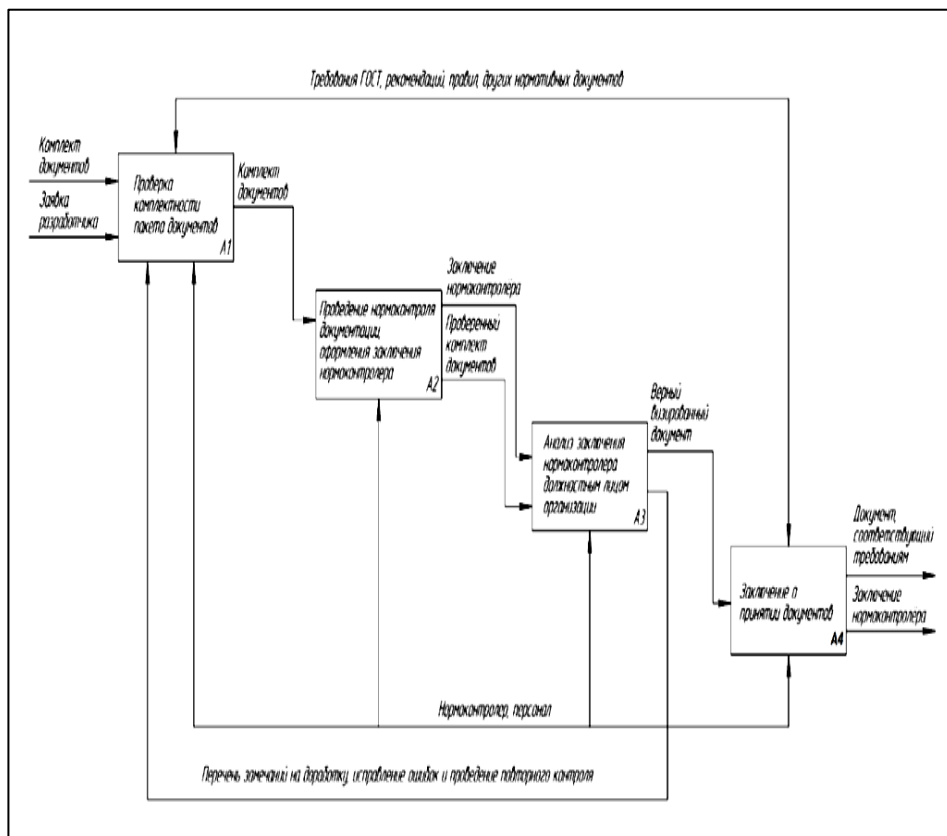 Требования ГОСТ, рекомендаций, правил, других нормативных документов
Комплект
документов
Заявка
разработчика
Проверка
комплектности
пакета документов
А1
Комплект
документов
Проведение нормоконтроля
документации,
оформления заключения
нормоконтролера
А2
Заключение
нормоконтролера
Проверенный
комплект
документов
Анализ заключения
нормоконтролера
должностным лицом
организации
А3
Верный
визированный
документ
Заключение о
принятии документов
А4
Документ,
соответствующий
требованиям
Заключение
нормоконтролера
Нормоконтролер, персонал
Перечень замечаний на доработку, исправление ошибок и проведение повторного контроля